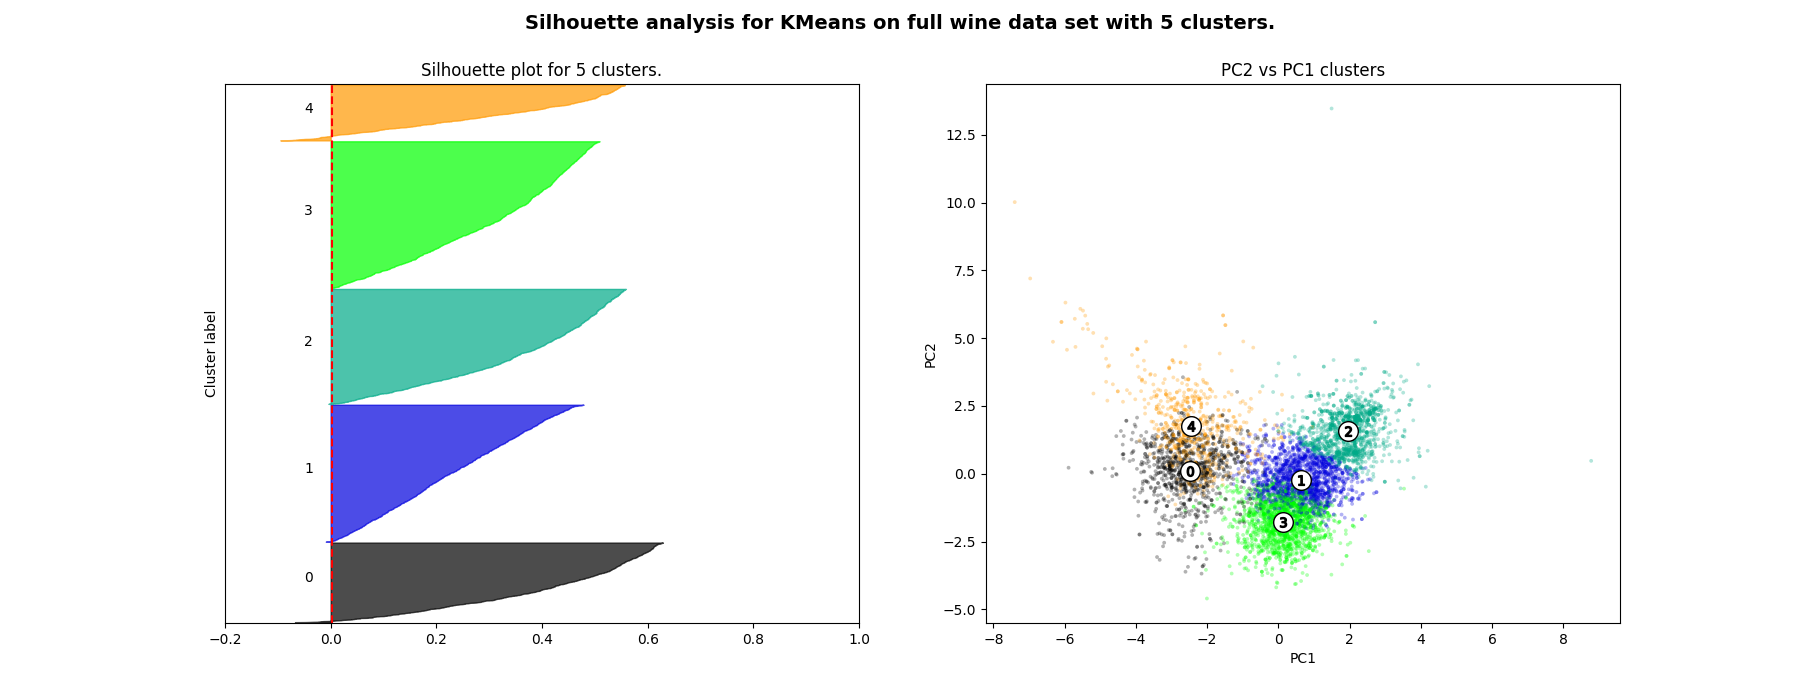 Silhouette analysis for KMeans on full wine data set with 5 clusters.
Silhouette plot for 5 clusters.
Cluster label
4
3
2
1
0
−0.2 0.0 0.2 0.4 0.6 0.8 1.0
PC2 vs PC1 clusters
PC2
12.5
10.0
7.5
5.0
2.5
0.0
−2.5
−5.0
4
2
0
1
3
−8 −6 −4 −2 0 2 4 6 8
PC1